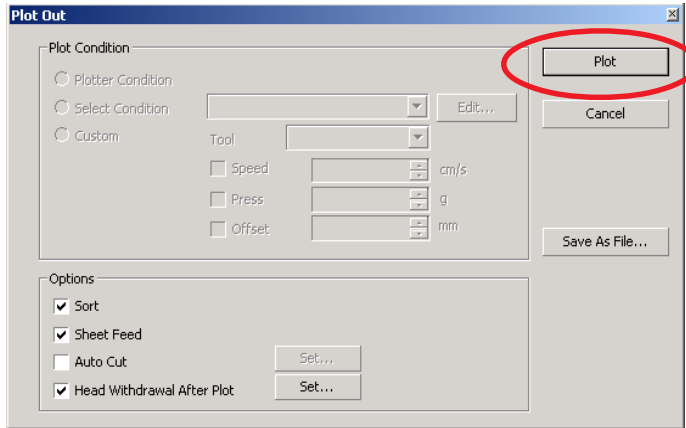 Plot Out
Plot Condition
Plotter Condition
Select Condition
Edit...
Custom
Tool
Speed
cm/s
Press
g
Offset
mm
Plot
Cancel
Save As File...
Options
Sort
Sheet Feed
Auto Cut
Set...
Head Withdrawal After Plot
Set...